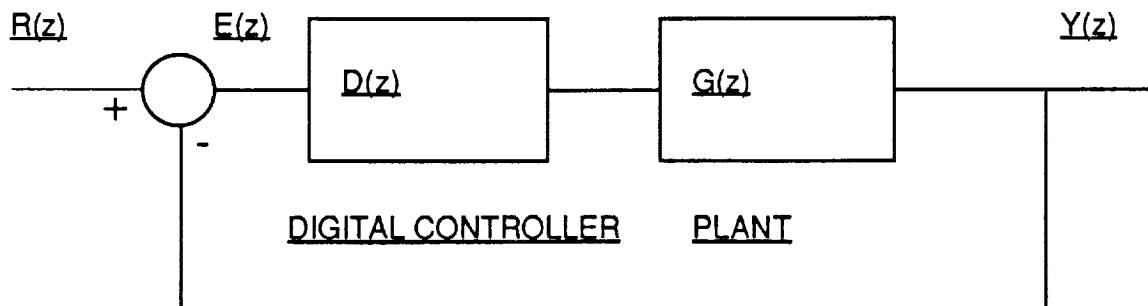 R(z) E(z) Y(z)
D(z) G(z)
+
-
DIGITAL CONTROLLER PLANT